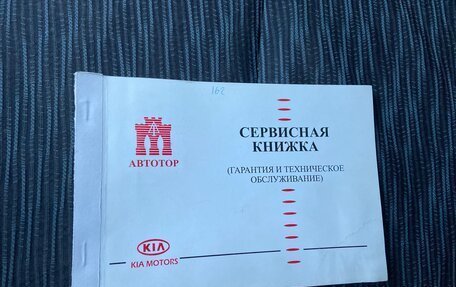 162
АВТОТОР
СЕРВИСНАЯ
КНИЖКА
(ГАРАНТИЯ И ТЕХНИЧЕСКОЕ
ОБСЛУЖИВАНИЕ)
KIA
KIA MOTORS